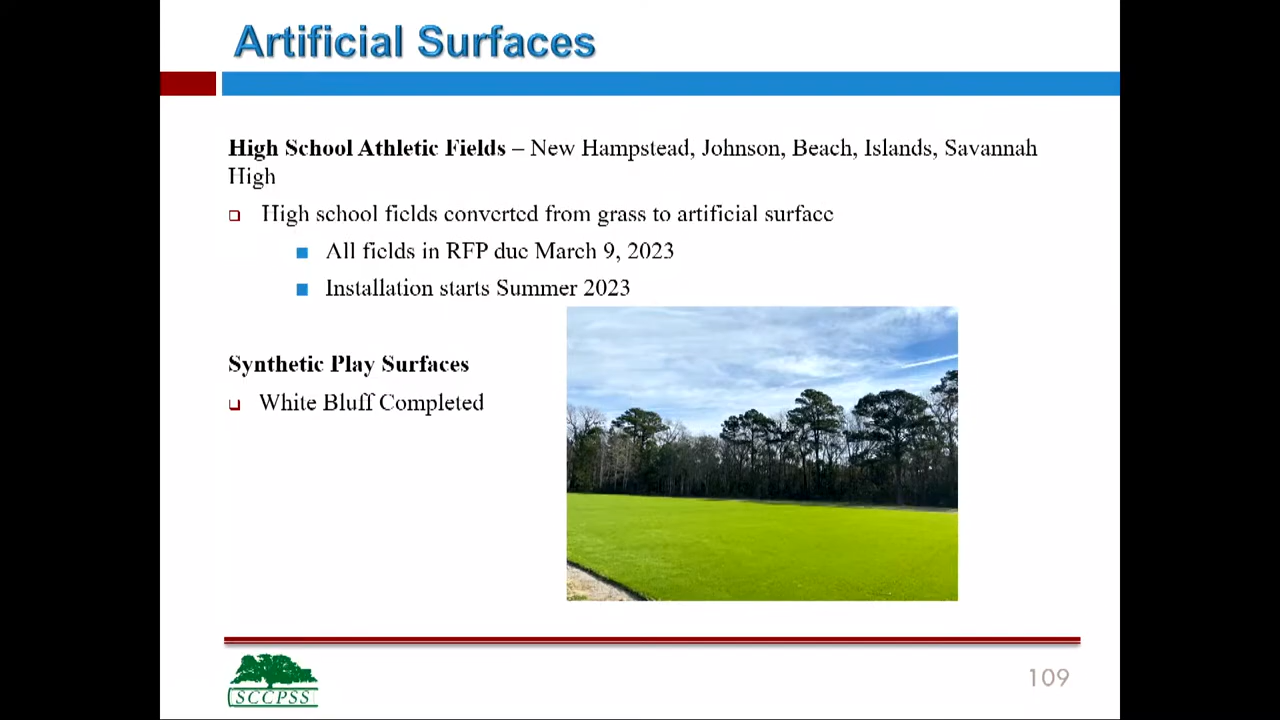 Artificial Surfaces
High School Athletic Fields – New Hampstead, Johnson, Beach, Islands, Savannah
High
High school fields converted from grass to artificial surface
All fields in RFP due March 9, 2023
Installation starts Summer 2023
Synthetic Play Surfaces
White Bluff Completed
SCCPSS
109